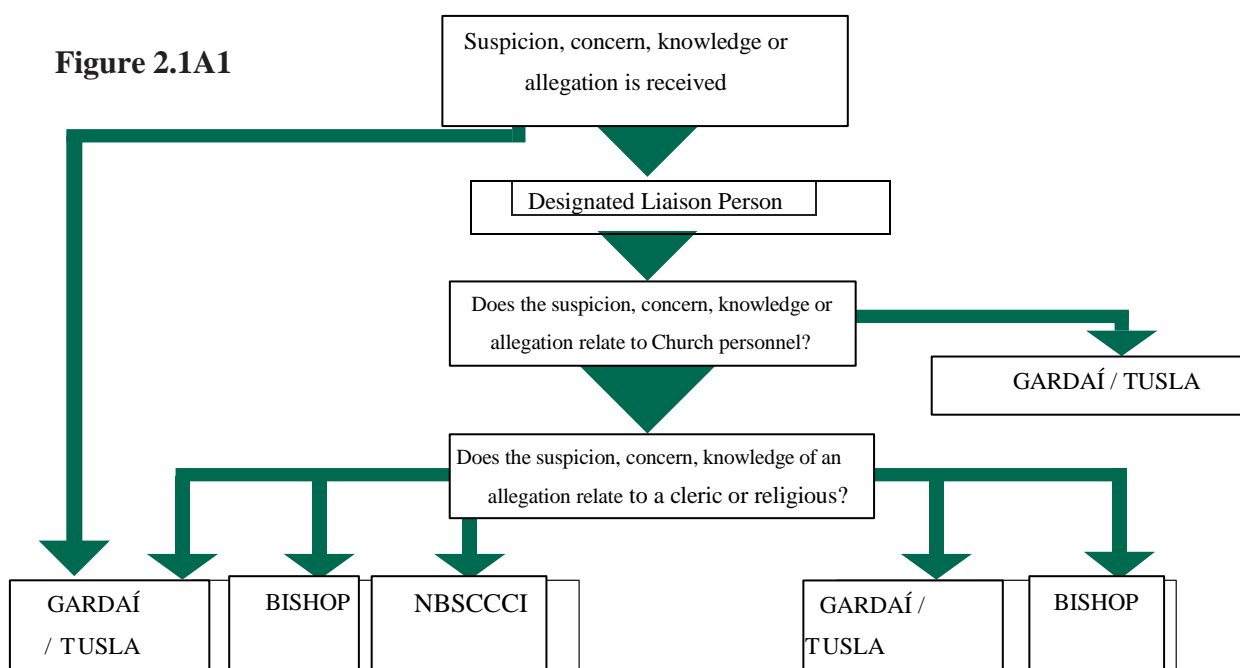 Figure 2.1A1
Suspicion, concern, knowledge or
allegation is received
Designated Liaison Person
Does the suspicion, concern, knowledge or
allegation relate to Church personnel?
GARDAÍ / TUSLA
Does the suspicion, concern, knowledge of an
allegation relate to a cleric or religious?
GARDAÍ
/ TUSLA
BISHOP
NBSCCCI
GARDAÍ /
TUSLA
BISHOP